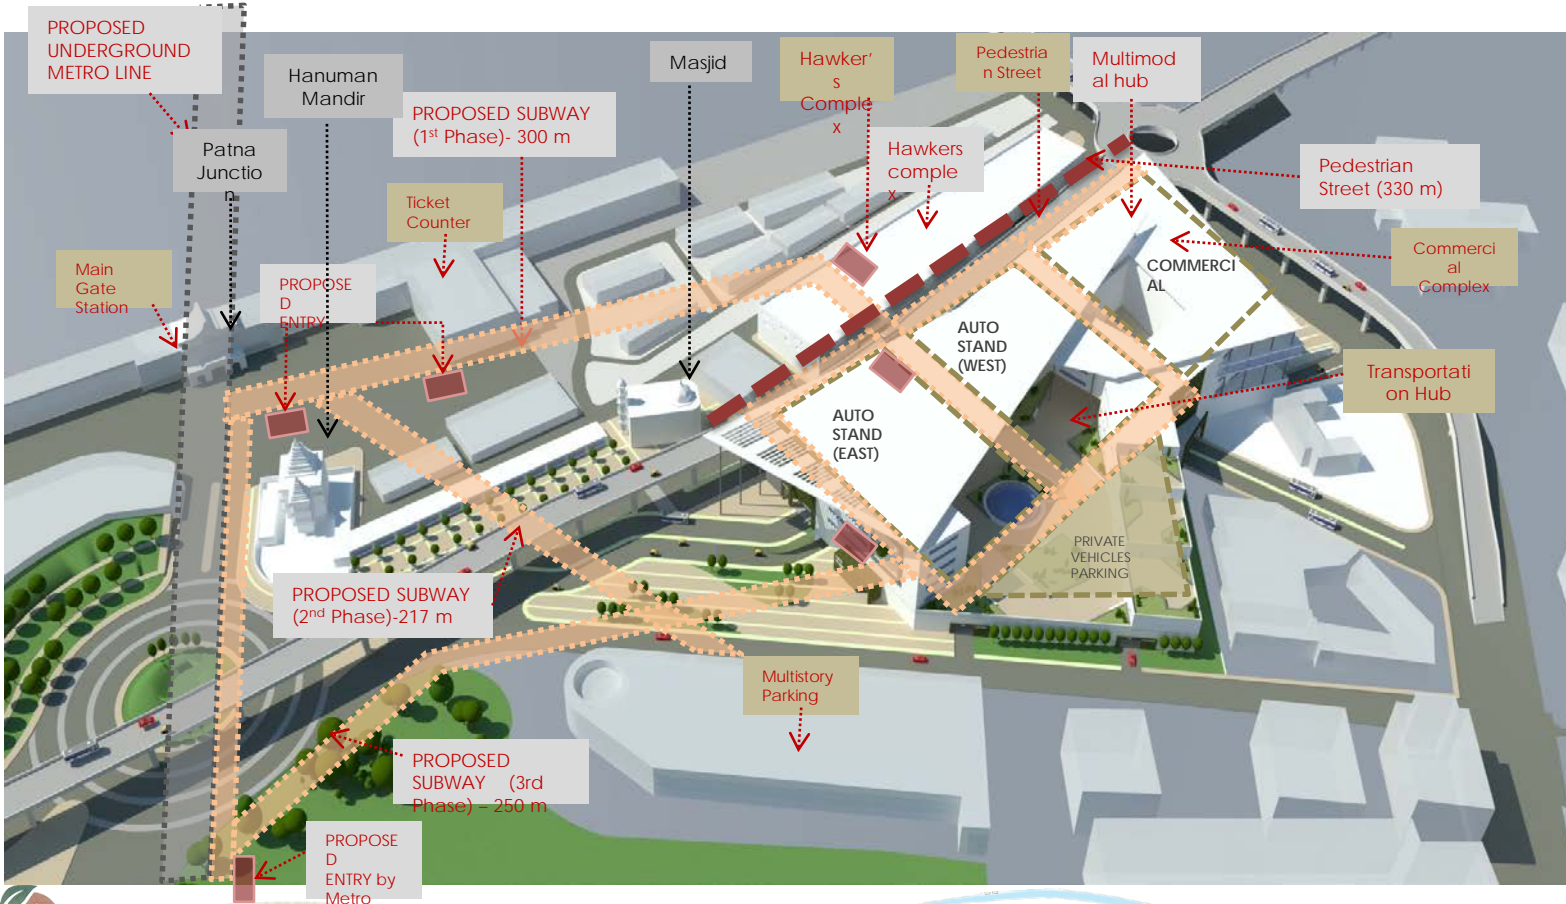 PROPOSED
UNDERGROUND
METRO LINE
Hanuman
Mandir
Patna
Junctio
n
PROPOSED SUBWAY
(1st Phase)- 300 m
Masjid
Hawker's
s
Comple
x
Pedestria
n Street
Multimod
al hub
Hawkers
comple
x
Pedestrian
Street (330 m)
Ticket
Counter
Main
Gate
Station
PROPOSE
D
ENTRY
COMMERCI
AL
Commerci
al
Complex
AUTO
STAND
(WEST)
AUTO
STAND
(EAST)
Transportati
on Hub
PRIVATE
VEHICLES
PARKING
PROPOSED SUBWAY
(2nd Phase)-217 m
Multistory
Parking
PROPOSED
SUBWAY (3rd
Phase) – 250 m
PROPOSE
D
ENTRY by
Metro